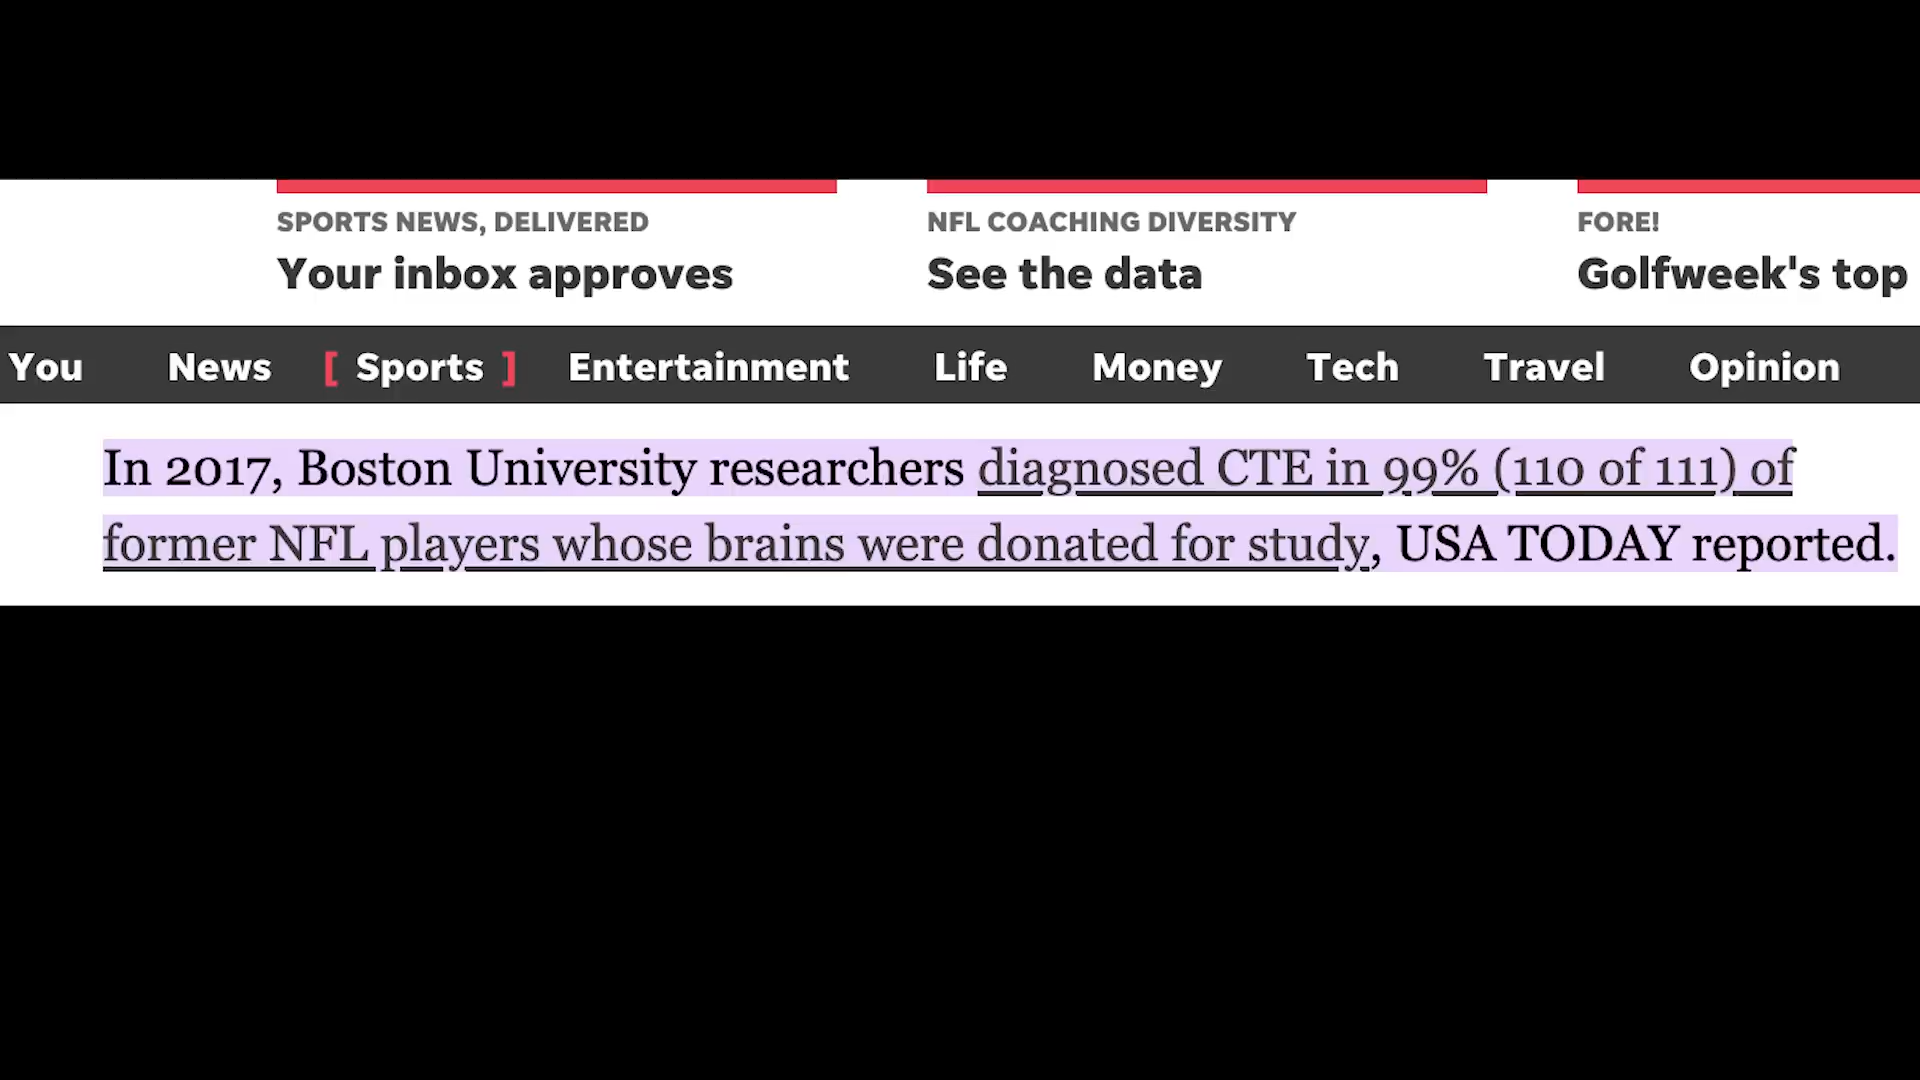 SPORTS NEWS, DELIVERED
Your inbox approves
NFL COACHING DIVERSITY
See the data
FORE!
Golfweek's top
You News [ Sports ] Entertainment Life Money Tech Travel Opinion
In 2017, Boston University researchers diagnosed CTE in 99% (110 of 111) of
former NFL players whose brains were donated for study, USA TODAY reported.